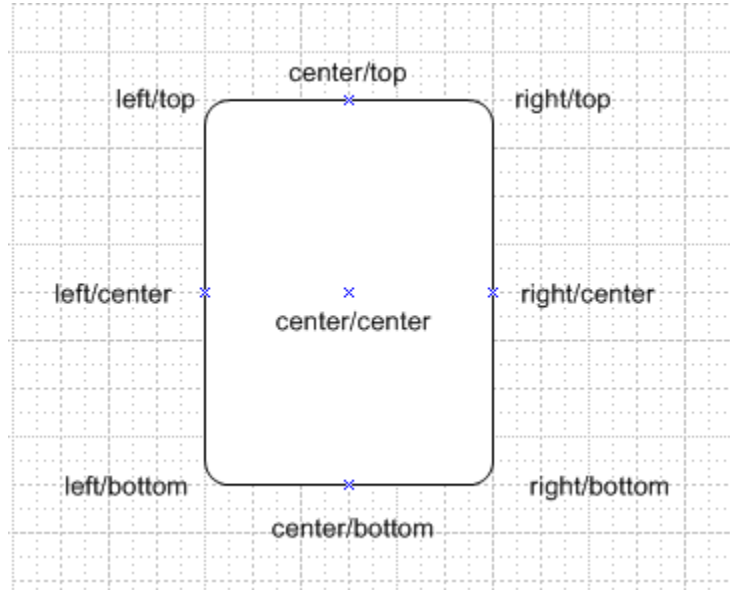 center/top
left/top
right/top
left/center
right/center
center/center
left/bottom
right/bottom
center/bottom